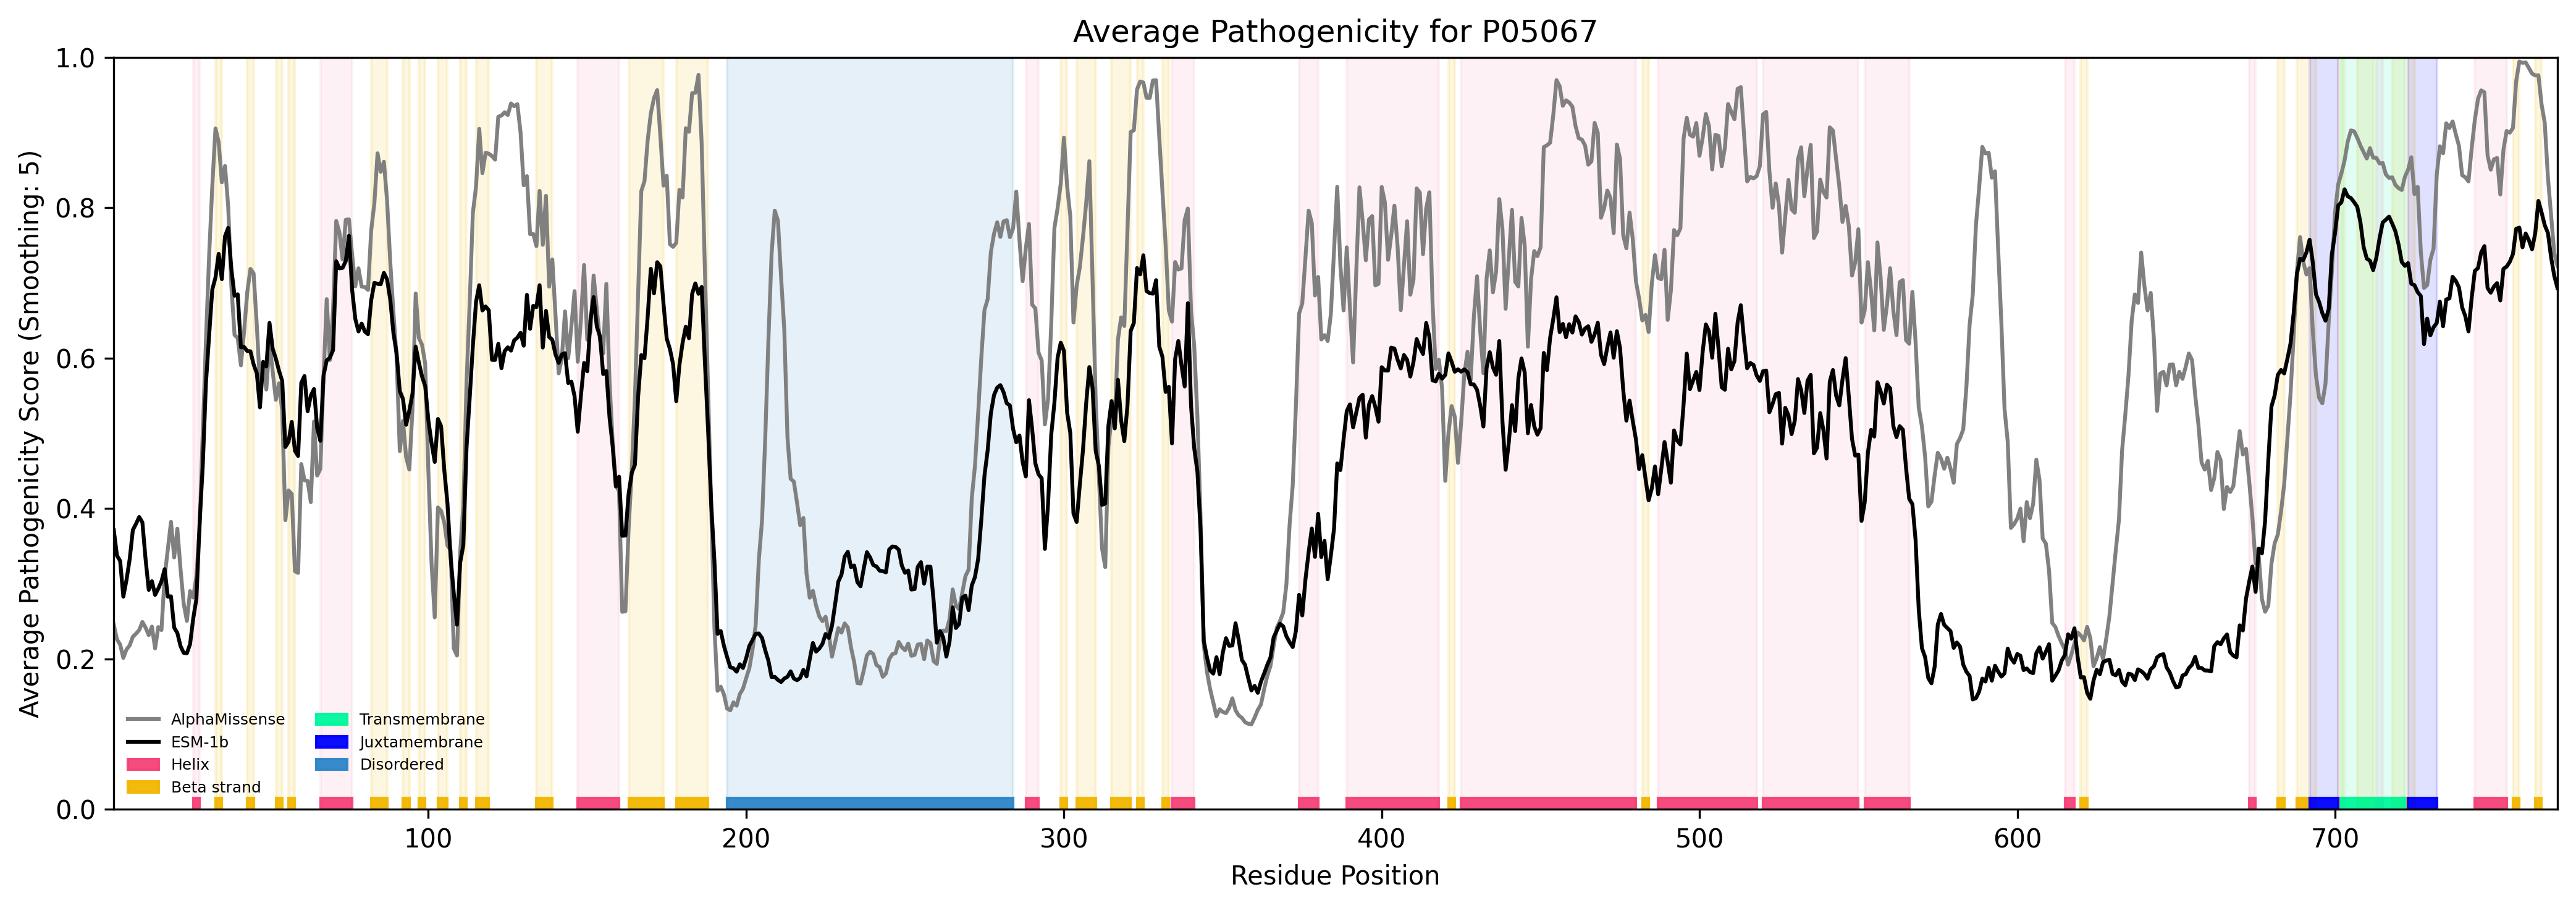 Average Pathogenicity for P05067
Average Pathogenicity Score (Smoothing: 5)
1.0
0.8
0.6
0.4
0.2
0.0
AlphaMissense
ESM-1b
Helix
Beta strand
Transmembrane
Juxtamembrane
Disordered
100 200 300 400 500 600 700
Residue Position